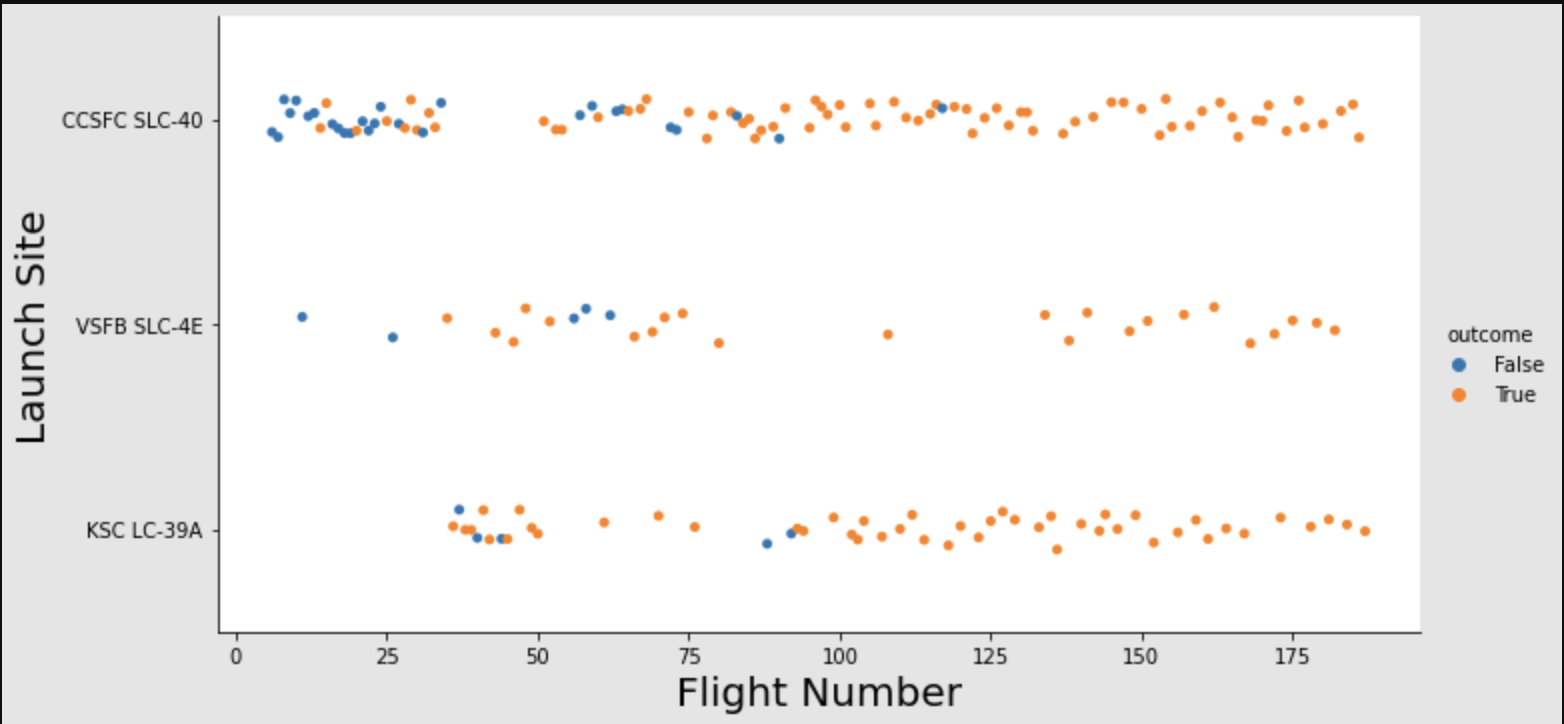 Launch Site
CCSFC SLC-40
VSFB SLC-4E
KSC LC-39A
0 25 50 75 100 125 150 175
Flight Number
outcome
False
True